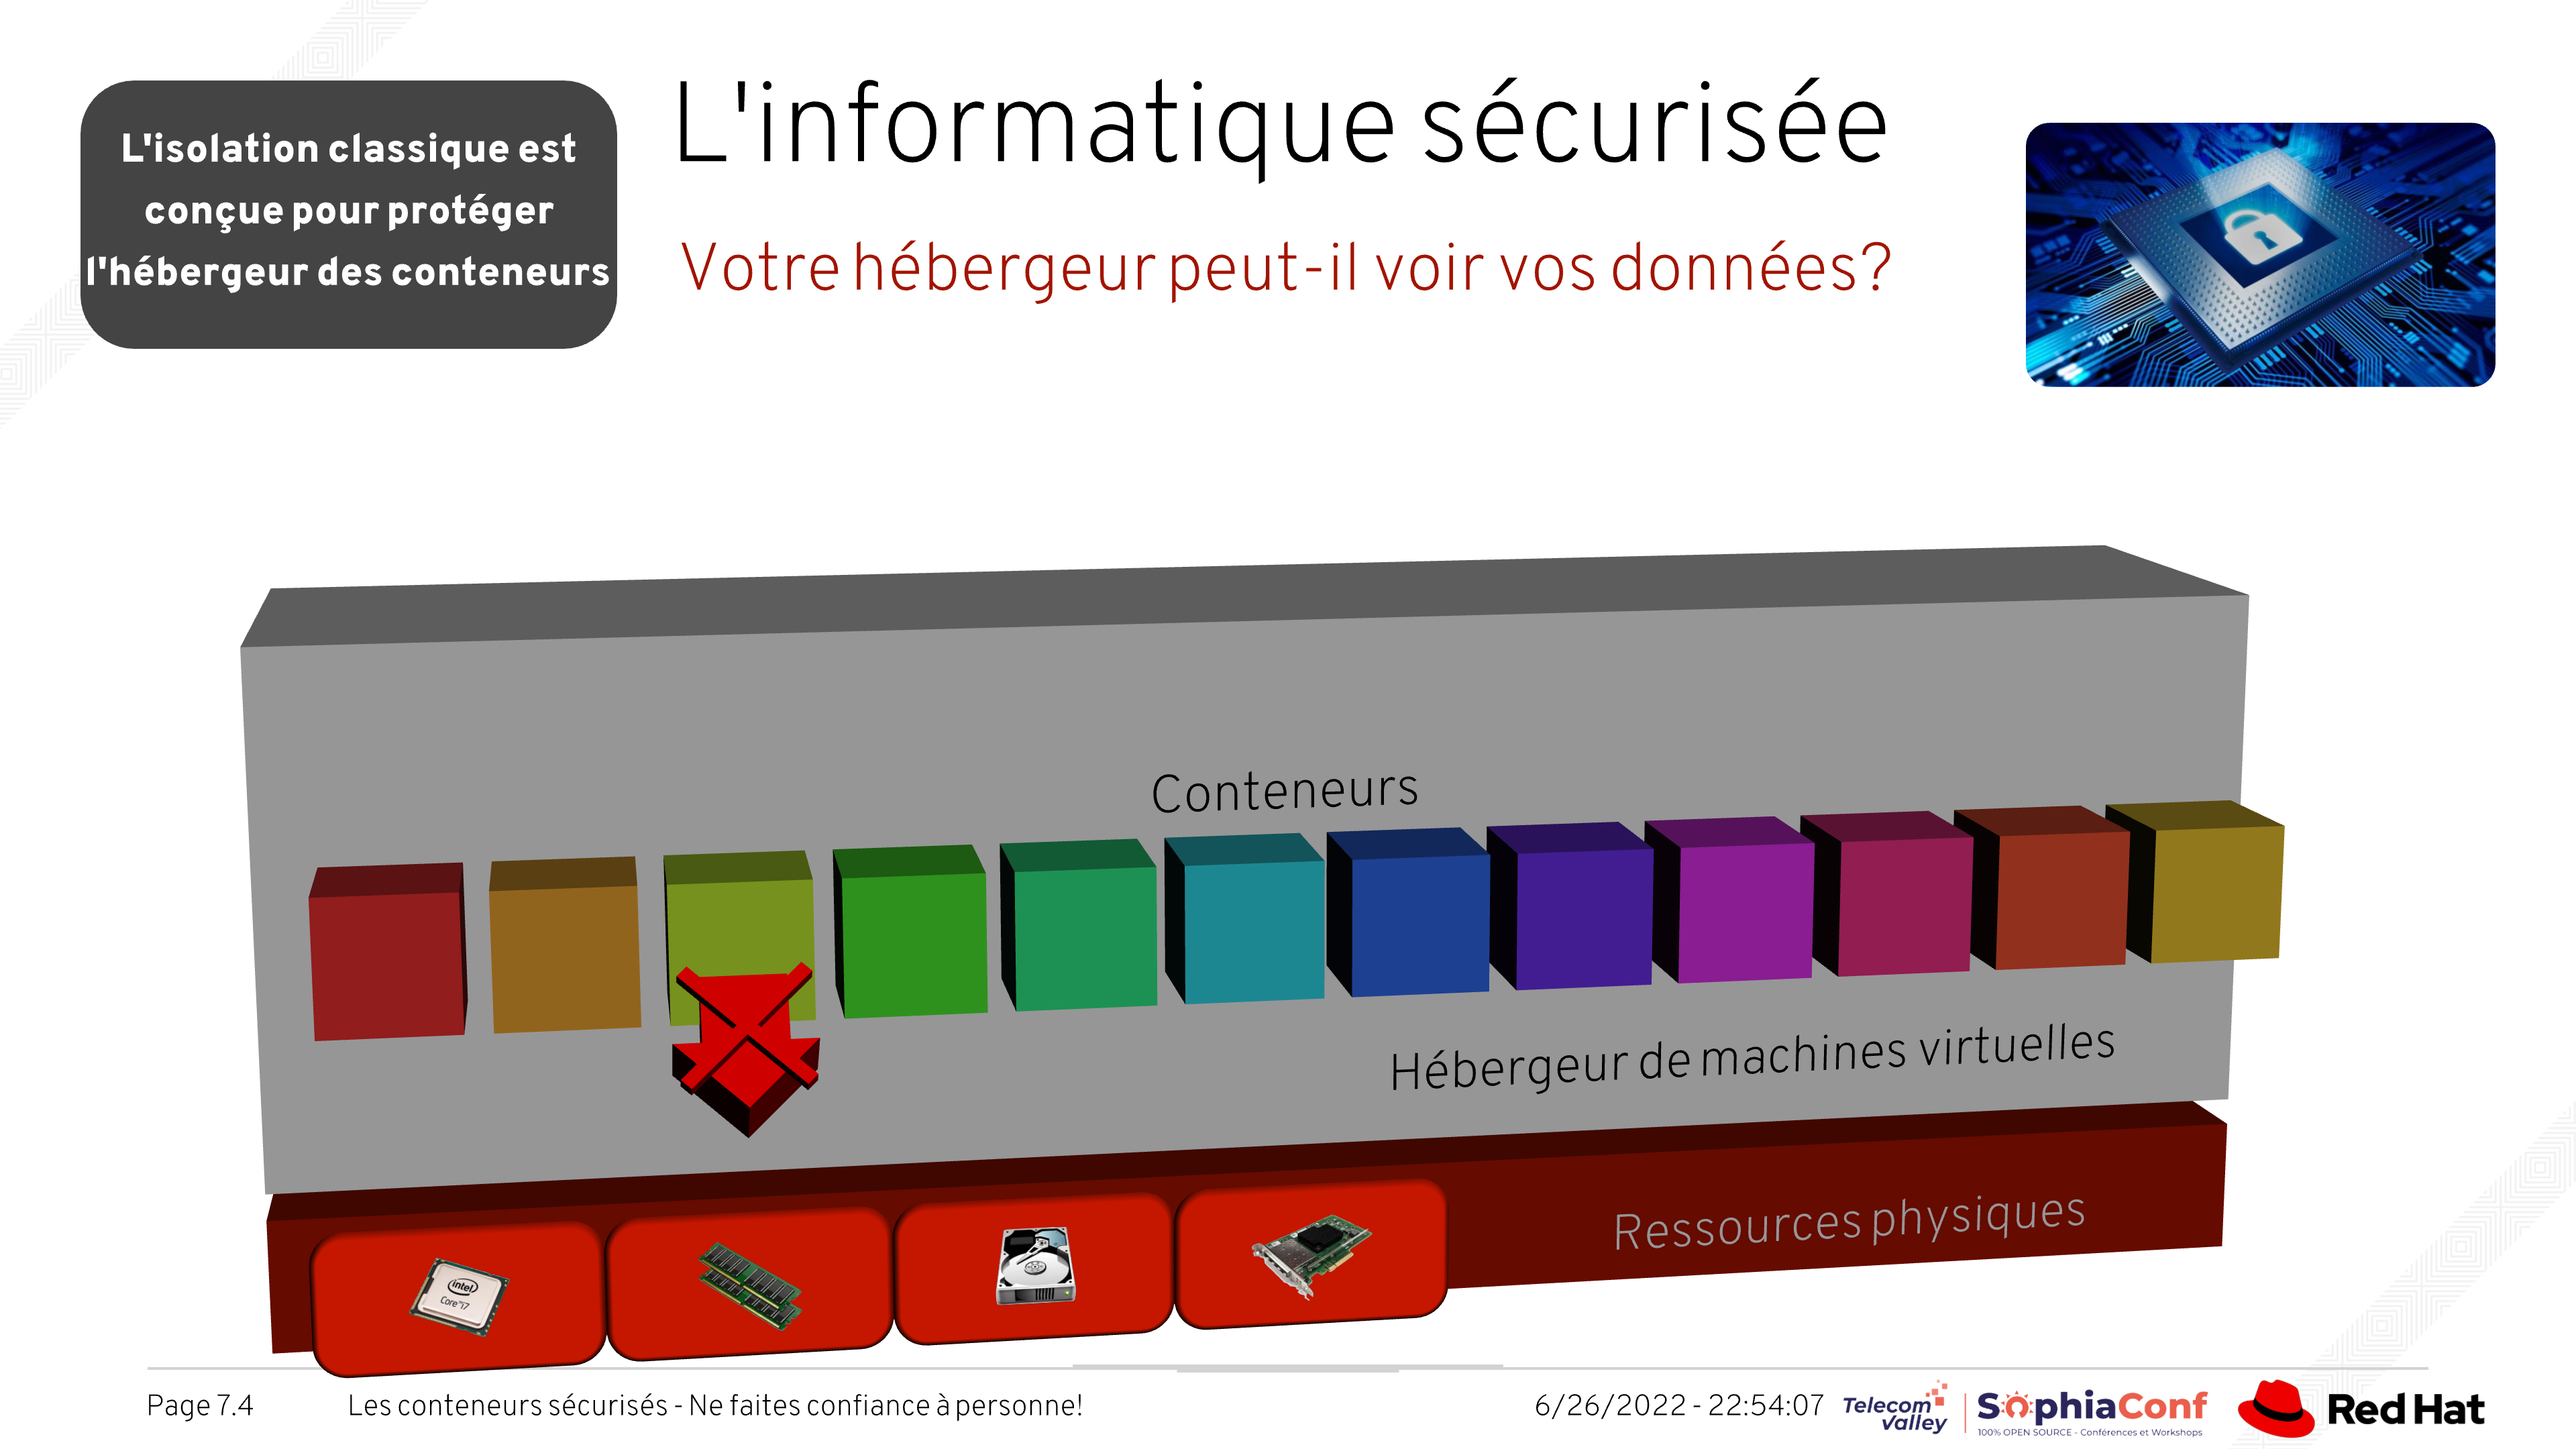 L'isolation classique est
conçue pour protéger
l'hébergeur des conteneurs
L'informatique sécurisée
Votre hébergeur peut-il voir vos données?
Conteneurs
Hébergeur de machines virtuelles
Ressources physiques
intel
Core i7
Page 7.4
Les conteneurs sécurisés - Ne faites confiance à personne!
6/26/2022 - 22:54:07
Telecom
Valley
SophiaConf
100% OPEN SOURCE - Conférences et Workshops
Red Hat